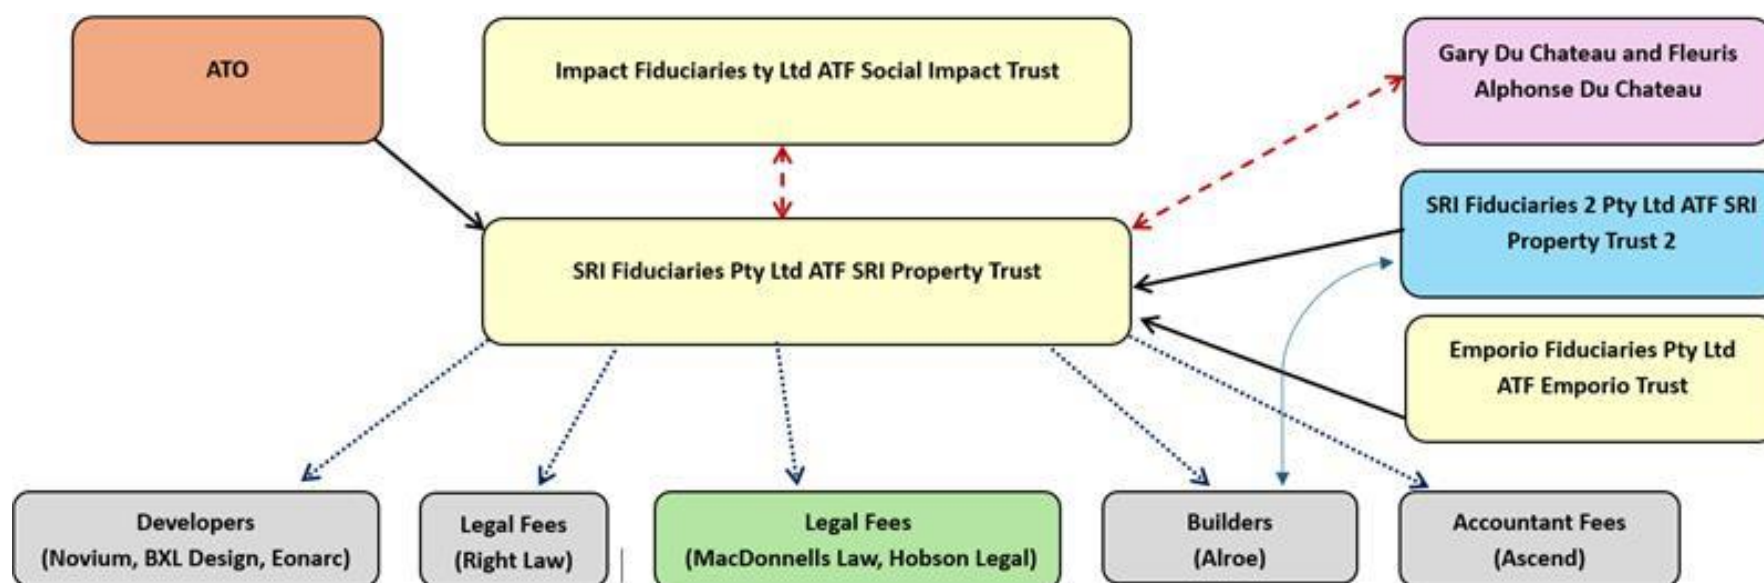 ATO
Impact Fiduciaries ty Ltd ATF Social Impact Trust
Gary Du Chateau and Fleuris
Alphonse Du Chateau
SRI Fiduciaries 2 Pty Ltd ATF SRI
Property Trust 2
SRI Fiduciaries Pty Ltd ATF SRI Property Trust
Emporio Fiduciaries Pty Ltd
ATF Emporio Trust
Developers
(Novium, BXL Design, Eonarc)
Legal Fees
(Right Law)
Legal Fees
(MacDonnells Law, Hobson Legal)
Builders
(Alroe)
Accountant Fees
(Ascend)